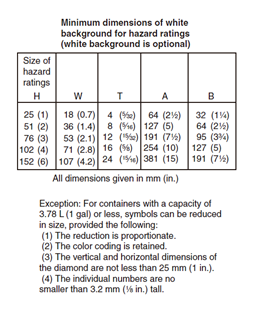 Minimum dimensions of white
background for hazard ratings
(white background is optional)
Size of
hazard
ratings
H W T A B
25 (1) 18 (0.7) 4 (5⁄32) 64 (2½) 32 (1¼)
51 (2) 36 (1.4) 8 (5⁄16) 127 (5) 64 (2½)
76 (3) 53 (2.1) 12 (15⁄32) 191 (7½) 95 (3¾)
102 (4) 71 (2.8) 16 (⅝) 254 (10) 127 (5)
152 (6) 107 (4.2) 24 (15⁄16) 381 (15) 191 (7½)
All dimensions given in mm (in.)
Exception: For containers with a capacity of
3.78 L (1 gal) or less, symbols can be reduced
in size, provided the following:
(1) The reduction is proportionate.
(2) The color coding is retained.
(3) The vertical and horizontal dimensions of
the diamond are not less than 25 mm (1 in.).
(4) The individual numbers are no
smaller than 3.2 mm (⅛ in.) tall.